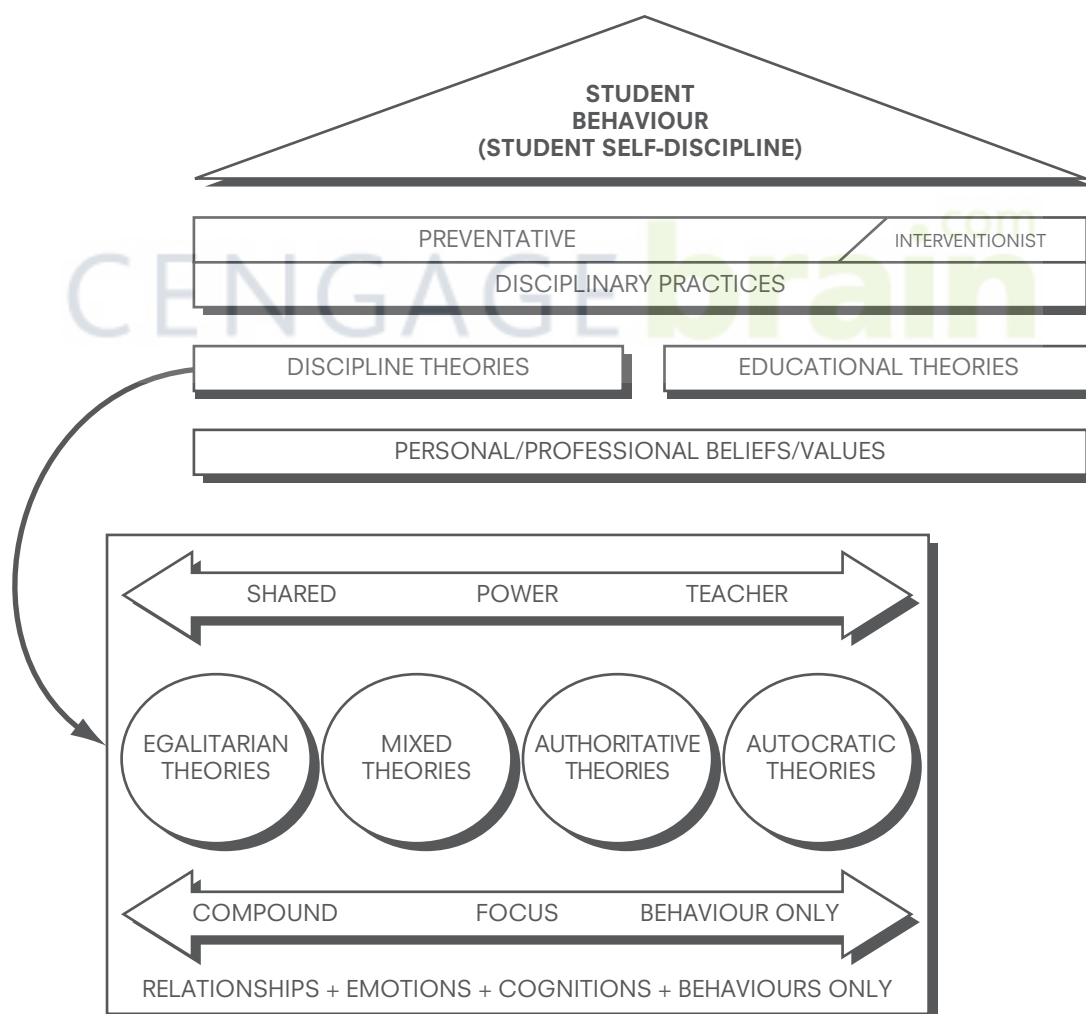 STUDENT
BEHAVIOUR
(STUDENT SELF-DISCIPLINE)
PREVENTATIVE
INTERVENTIONIST
DISCIPLINARY PRACTICES
CENGAGE brain
.com
DISCIPLINE THEORIES
EDUCATIONAL THEORIES
PERSONAL/PROFESSIONAL BELIEFS/VALUES
SHARED POWER TEACHER
EGALITARIAN
THEORIES
MIXED
THEORIES
AUTHORITATIVE
THEORIES
AUTOCRATIC
THEORIES
COMPOUND FOCUS BEHAVIOUR ONLY
RELATIONSHIPS + EMOTIONS + COGNITIONS + BEHAVIOURS ONLY